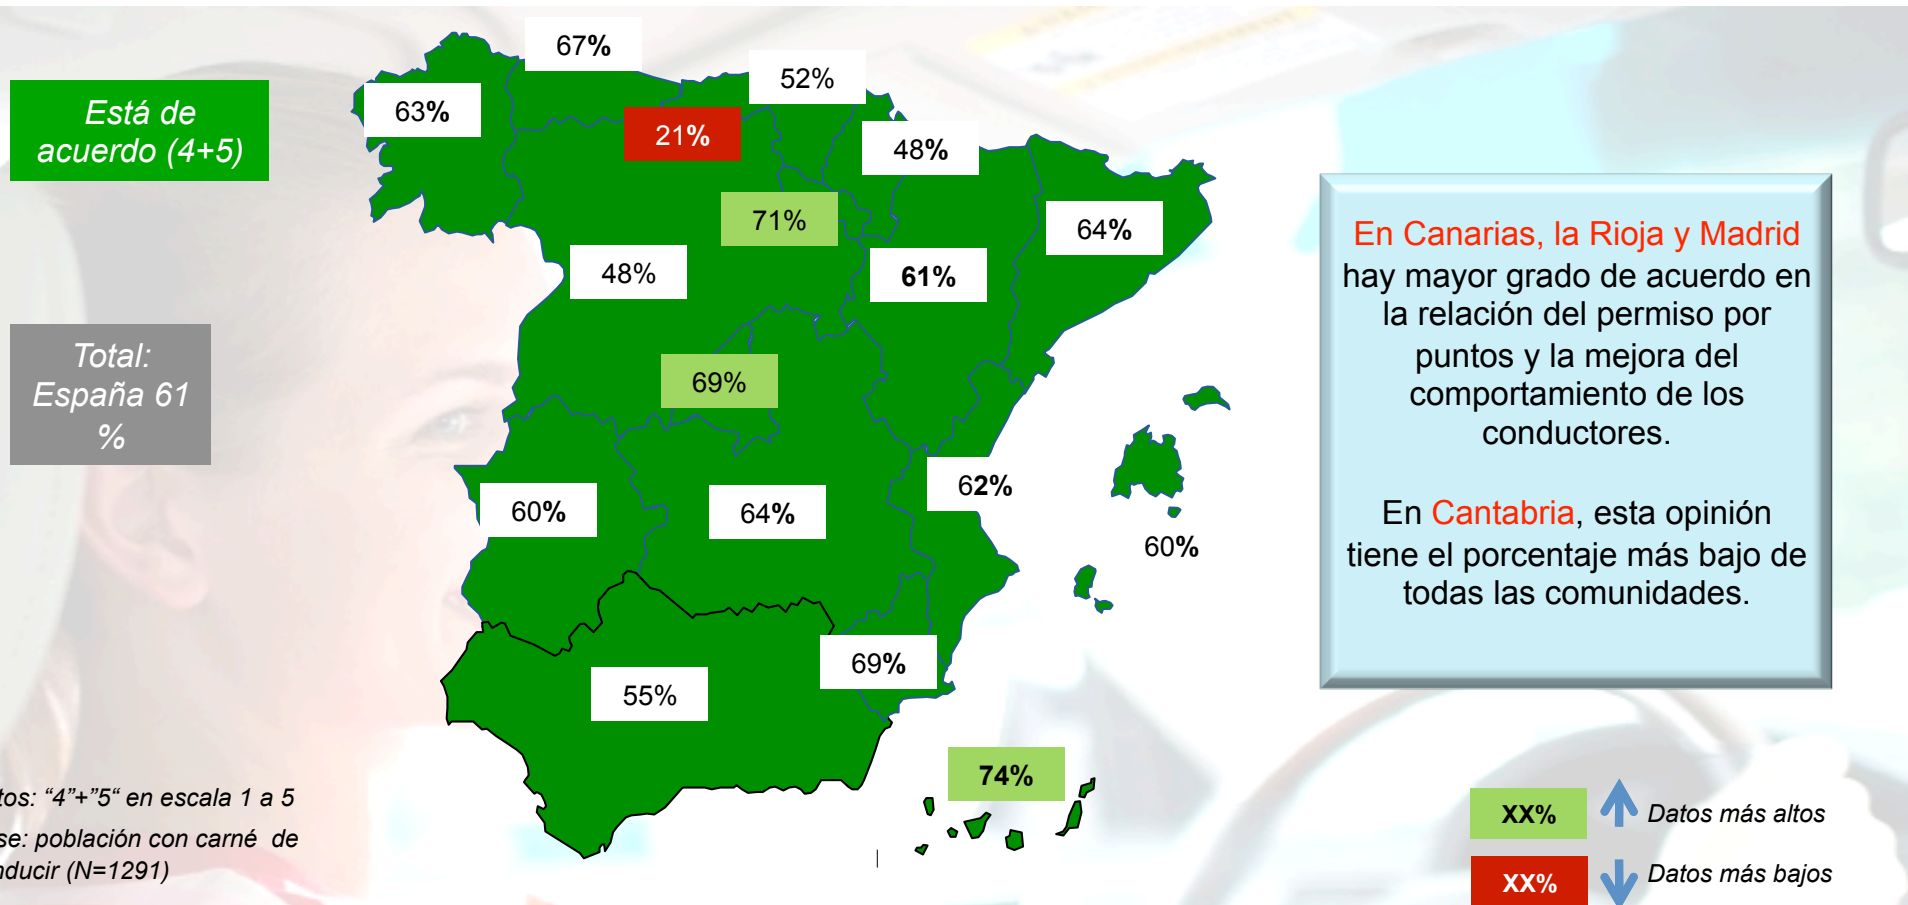 Está de
acuerdo (4+5)
Total:
España 61
%
67%
52%
63%
21%
48%
71%
64%
48%
61%
69%
62%
60%
64%
60%
69%
55%
74%
En Canarias, la Rioja y Madrid
hay mayor grado de acuerdo en
la relación del permiso por
puntos y la mejora del
comportamiento de los
conductores.
En Cantabria, esta opinión
tiene el porcentaje más bajo de
todas las comunidades.
tos: “4”+”5“ en escala 1 a 5
se: población con carné de
nducir (N=1291)
XX%
Datos más altos
XX%
Datos más bajos